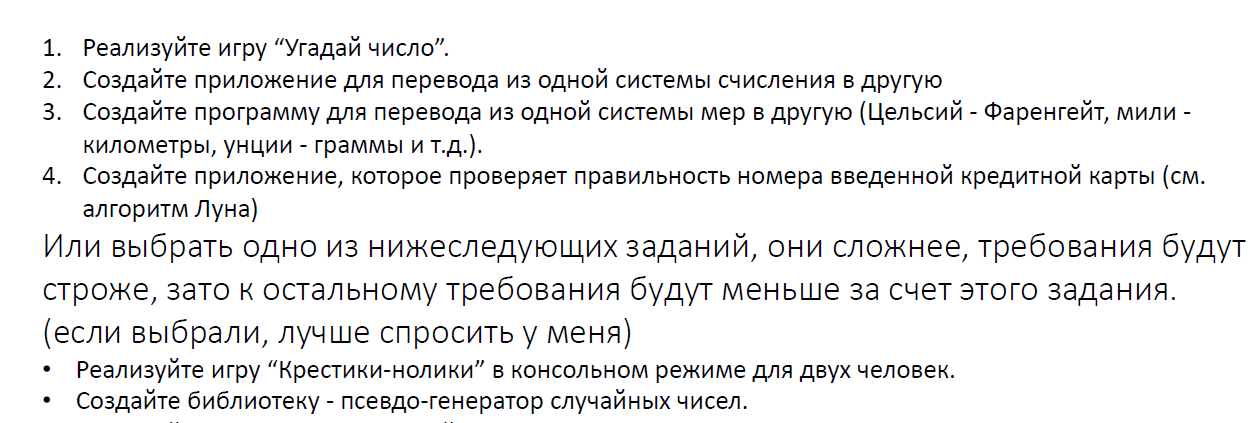 1. Реализуйте игру “Угадай число”.
2. Создайте приложение для перевода из одной системы счисления в другую
3. Создайте программу для перевода из одной системы мер в другую (Цельсий - Фаренгейт, мили -
километры, унции - граммы и т.д.).
4. Создайте приложение, которое проверяет правильность номера введенной кредитной карты (см.
алгоритм Луна)
Или выбрать одно из нижеследующих заданий, они сложнее, требования будут
строже, зато к остальному требования будут меньше за счет этого задания.
(если выбрали, лучше спросить у меня)
• Реализуйте игру “Крестики-нолики” в консольном режиме для двух человек.
• Создайте библиотеку - псевдо-генератор случайных чисел.